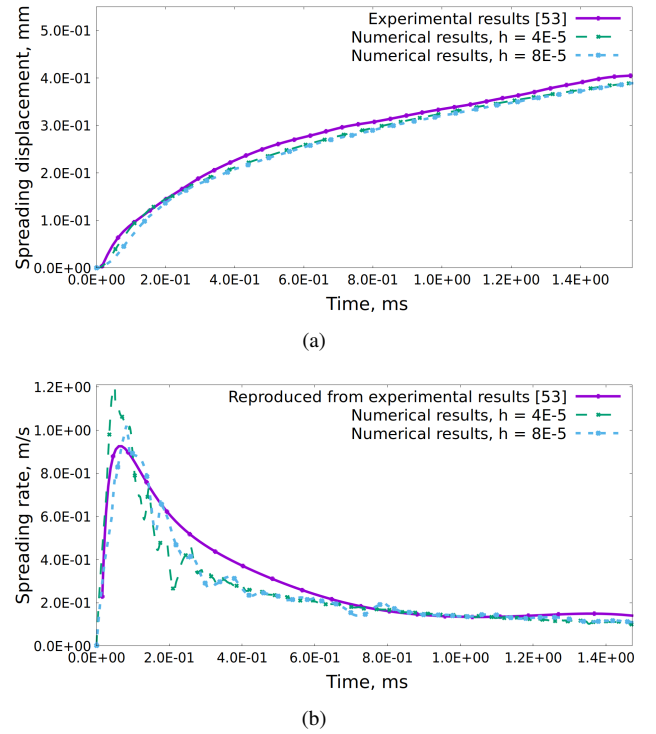 5.0E-01
4.0E-01
3.0E-01
2.0E-01
1.0E-01
0.0E+00
Spreading displacement, mm
Experimental results [53]
Numerical results, h = 4E-5
Numerical results, h = 8E-5
0.0E+00 2.0E-01 4.0E-01 6.0E-01 8.0E-01 1.0E+00 1.2E+00 1.4E+00
Time, ms
(a)
1.2E+00
1.0E+00
8.0E-01
6.0E-01
4.0E-01
2.0E-01
0.0E+00
Spreading rate, m/s
Reproduced from experimental results [53]
Numerical results, h = 4E-5
Numerical results, h = 8E-5
0.0E+00 2.0E-01 4.0E-01 6.0E-01 8.0E-01 1.0E+00 1.2E+00 1.4E+00
Time, ms
(b)